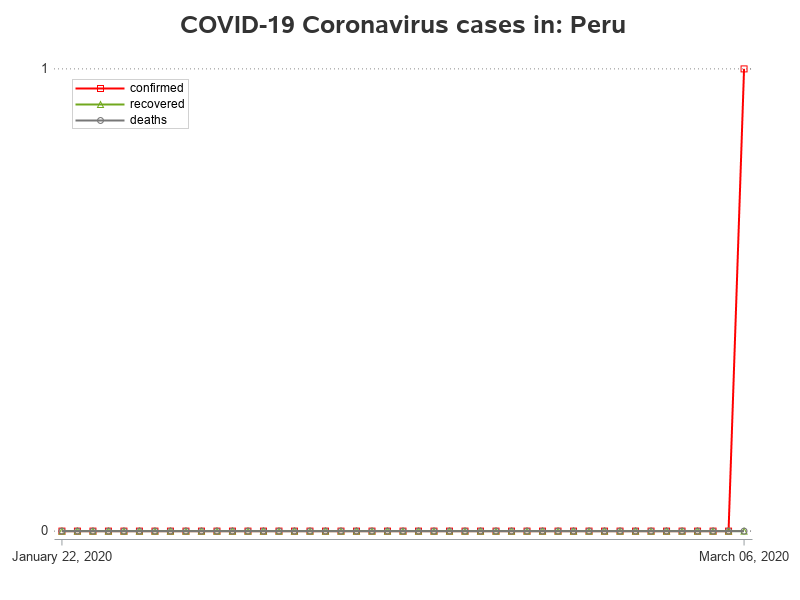 COVID-19 Coronavirus cases in: Peru
1
confirmed
recovered
deaths
0
January 22, 2020
March 06, 2020